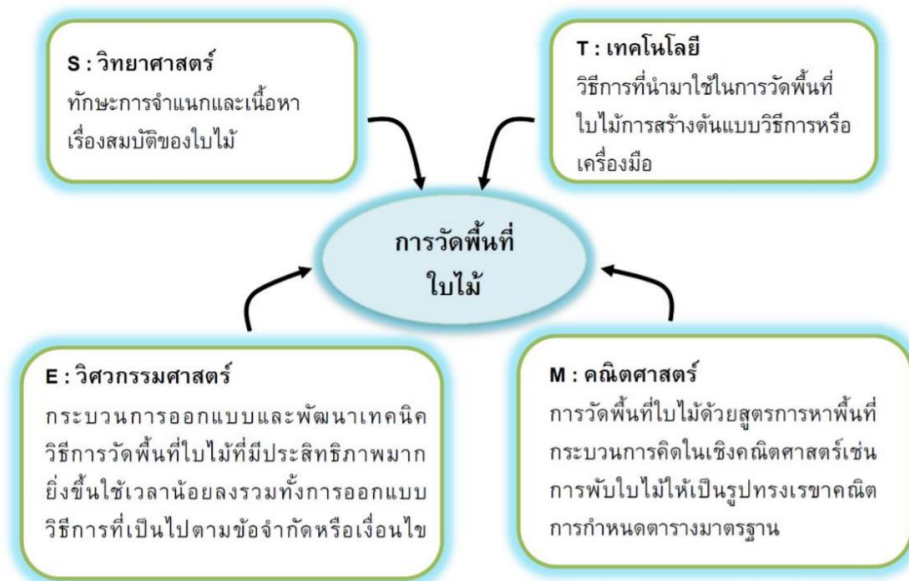 S : วิทยาศาสตร์
ทักษะการจำแนกและเนื้อหา
เรื่องสมบัติของใบไม้
T : เทคโนโลยี
วิธีการที่นำมาใช้ในการวัดพื้นที่
ใบไม้การสร้างต้นแบบวิธีการหรือ
เครื่องมือ
การวัดพื้นที่
ใบไม้
E : วิศวกรรมศาสตร์
กระบวนการออกแบบและพัฒนาเทคนิค
วิธีการวัดพื้นที่ใบไม้ที่มีประสิทธิภาพมาก
ยิ่งขึ้นใช้เวลาน้อยลงรวมทั้งการออกแบบ
วิธีการที่เป็นไปตามข้อจำกัดหรือเงื่อนไข
M : คณิตศาสตร์
การวัดพื้นที่ใบไม้ด้วยสูตรการหาพื้นที่
กระบวนการคิดในเชิงคณิตศาสตร์เช่น
การพับใบไม้ให้เป็นรูปทรงเรขาคณิต
การกำหนดตารางมาตรฐาน